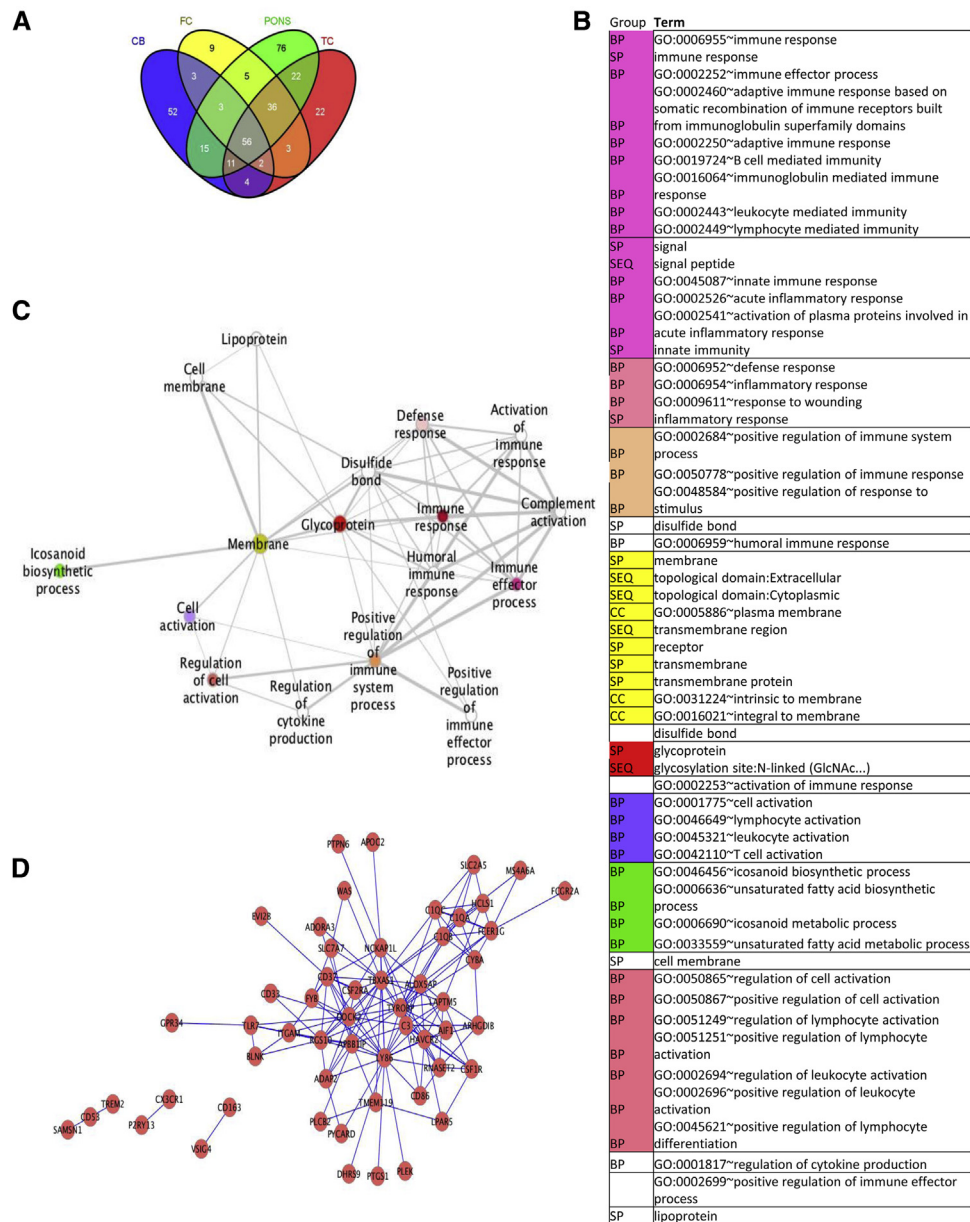 A
FC
PONS
CB
TC
9
76
3
5
22
52
3
36
22
56
15
11
2
3
4
B
Group Term
BP GO:0006955~immune response
SP immune response
BP GO:0002252~immune effector process
GO:0002460~adaptive immune response based on
somatic recombination of immune receptors built
BP from immunoglobulin superfamily domains
BP GO:0002250~adaptive immune response
BP GO:0019724~B cell mediated immunity
GO:0016064~immunoglobulin mediated immune
BP response
BP GO:0002443~leukocyte mediated immunity
BP GO:0002449~lymphocyte mediated immunity
SP signal
SEQ signal peptide
BP GO:0045087~innate immune response
BP GO:0002526~acute inflammatory response
GO:0002541~activation of plasma proteins involved in
BP acute inflammatory response
SP innate immunity
BP GO:0006952~defense response
BP GO:0006954~inflammatory response
BP GO:0009611~response to wounding
SP inflammatory response
GO:0002684~positive regulation of immune system
BP process
BP GO:0050778~positive regulation of immune response
GO:0048584~positive regulation of response to
BP stimulus
SP disulfide bond
BP GO:0006959~humoral immune response
SP membrane
SEQ topological domain:Extracellular
SEQ topological domain:Cytoplasmic
CC GO:0005886~plasma membrane
SEQ transmembrane region
SP receptor
SP transmembrane
SP transmembrane protein
CC GO:0031224~intrinsic to membrane
CC GO:0016021~integral to membrane
disulfide bond
SP glycoprotein
SEQ glycosylation site:N-linked (GlcNAc...)
GO:0002253~activation of immune response
BP GO:0001775~cell activation
BP GO:0046649~lymphocyte activation
BP GO:0045321~leukocyte activation
BP GO:0042110~T cell activation
BP GO:0046456~icosanoid biosynthetic process
GO:0006636~unsaturated fatty acid biosynthetic
BP process
BP GO:0006690~icosanoid metabolic process
BP GO:0033559~unsaturated fatty acid metabolic process
SP cell membrane
BP GO:0050865~regulation of cell activation
BP GO:0050867~positive regulation of cell activation
BP GO:0051249~regulation of lymphocyte activation
GO:0051251~positive regulation of lymphocyte
BP activation
BP GO:0002694~regulation of leukocyte activation
GO:0002696~positive regulation of leukocyte
BP activation
GO:0045621~positive regulation of lymphocyte
BP differentiation
BP GO:0001817~regulation of cytokine production
GO:0002699~positive regulation of immune effector
process
SP lipoprotein
C
Lipoprotein
Cell
membrane
Defense
response
Activation
of
immune
response
Disulfide
bond
Complement
activation
Glycoprotein
Immune
response
Membrane
Icosanoid
biosynthetic
process
Humoral
immune
response
Immune
effector
process
Cell
activation
Positive
regulation
of
immune
system
process
Regulation
of cell
activation
Regulation
of
cytokine
production
Positive
regulation
of
immune
effector
process
D
PTPN6
APOC2
SLC2A5
MS4A6A
WAS
FCGR2A
C1QC
HCLS1
C1QA
EVI2B
ADORA3
C1QB
FCER1G
SLC7A7
NCKAP1L
CYBA
CD37
TBXAS1
ALOX5AP
CSF2RA
CD33
FYB
LAPTM5
TYROBP
DOCK2
GPR34
TLR7
ITGAM
C3
AIF1
ARHGDIB
RGS10
APBB1IP
HAVCR2
BLNK
LY86
RNASET2
CSF1R
ADAP2
CD86
TREM2
CX3CR1
CD163
TMEM119
CD53
SAMSN1
P2RY13
PLCB2
PYCARD
LPAR5
VSIG4
DHRS9
PTGS1
PLEK